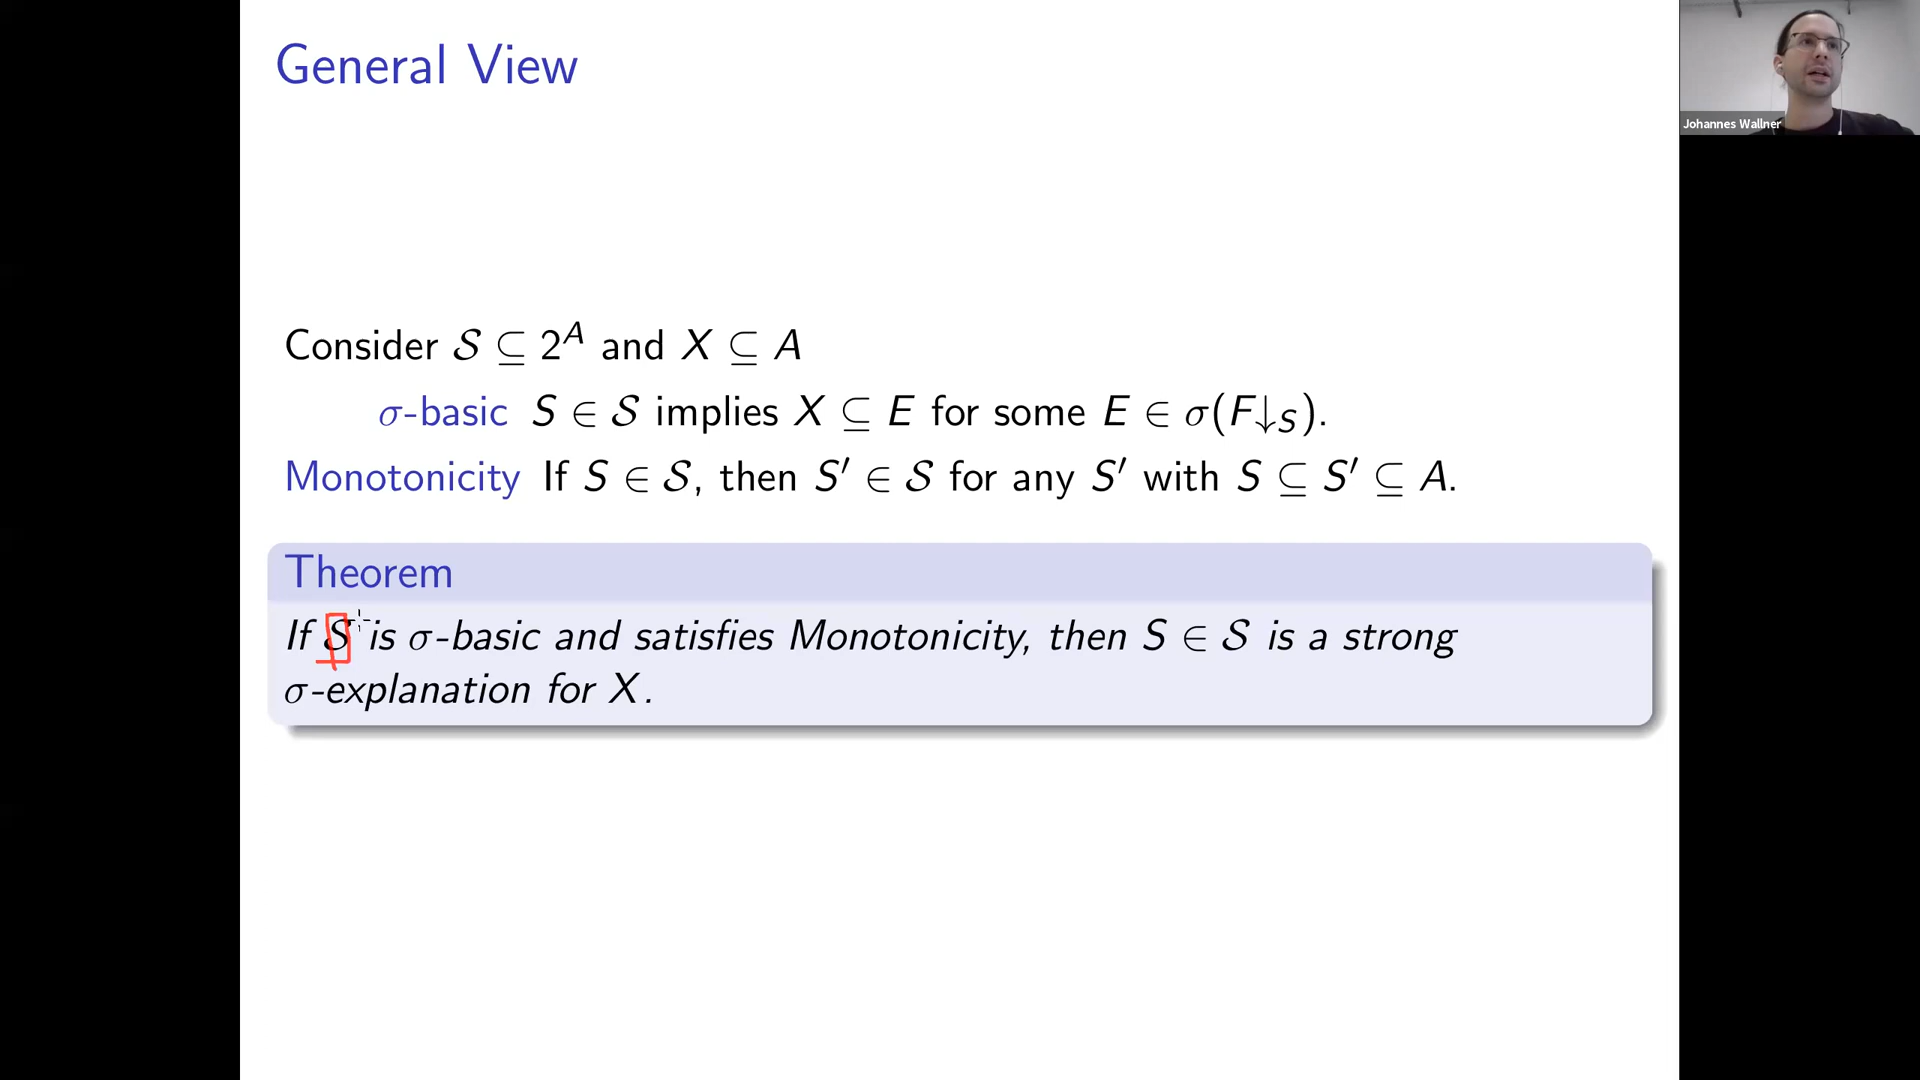 General View
Johannes Wallner
Consider 𝒮 ⊆ 2^A and X ⊆ A
σ-basic S ∈ 𝒮 implies X ⊆ E for some E ∈ σ(F↓_S).
Monotonicity If S ∈ 𝒮, then S′ ∈ 𝒮 for any S′ with S ⊆ S′ ⊆ A.
Theorem
If 𝒮 is σ-basic and satisfies Monotonicity, then S ∈ 𝒮 is a strong
σ-explanation for X.